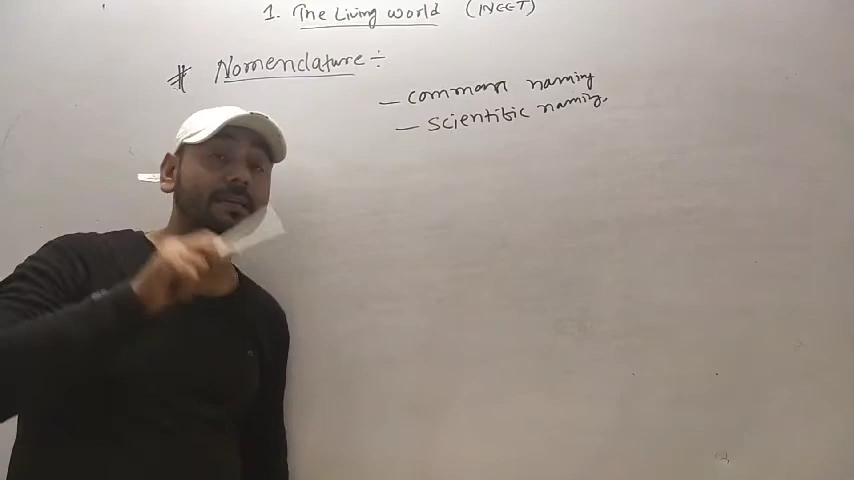 1. The Living world (NEET)
# Nomenclature ÷
- common naming
- scientific naming.